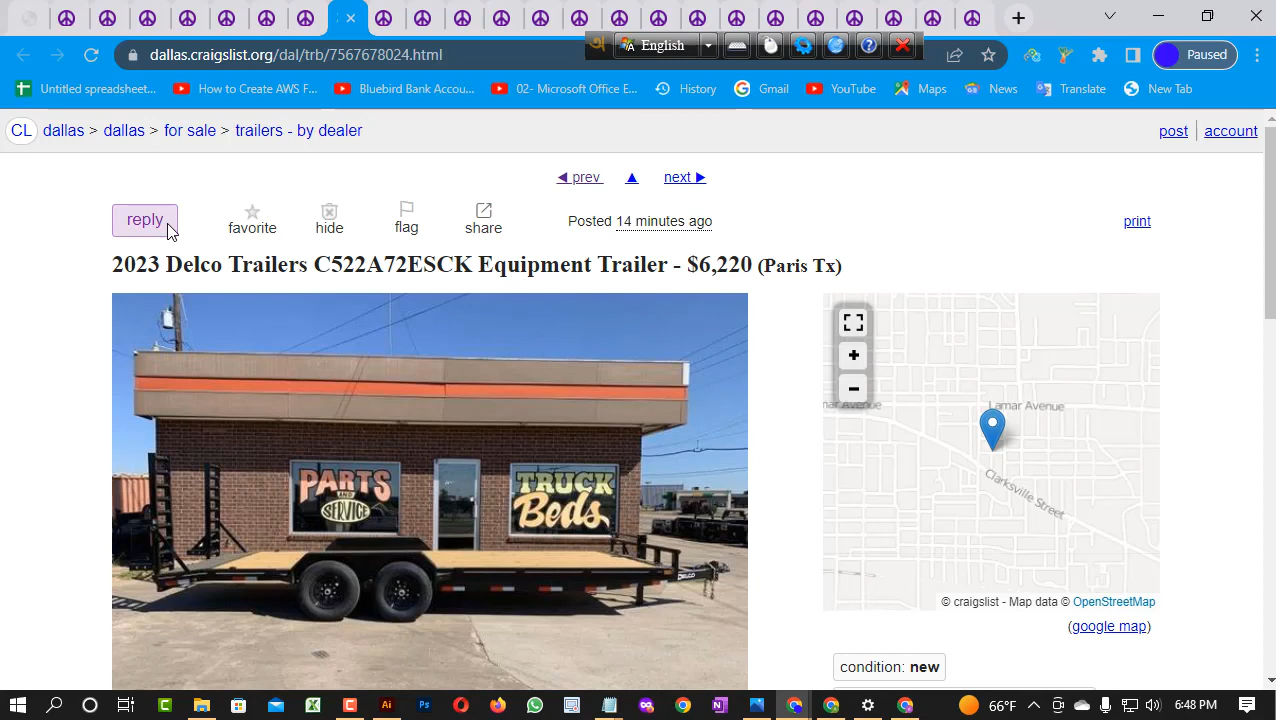 English
dallas.craigslist.org/dal/trb/7567678024.html
Paused
Untitled spreadsheet...
How to Create AWS F...
Bluebird Bank Accou...
02- Microsoft Office E...
History
Gmail
YouTube
Maps
News
Translate
New Tab
CL dallas > dallas > for sale > trailers - by dealer
post
account
◀ prev
▲
next ▶
reply
favorite
hide
flag
share
Posted 14 minutes ago
print
2023 Delco Trailers C522A72ESCK Equipment Trailer - $6,220 (Paris Tx)
PARTS
AND
SERVICE
TRUCK
Beds
DELCO
+
−
mar Avenue
Lamar Avenue
Clarksville Street
© craigslist - Map data © OpenStreetMap
(google map)
condition: new
66°F
6:48 PM